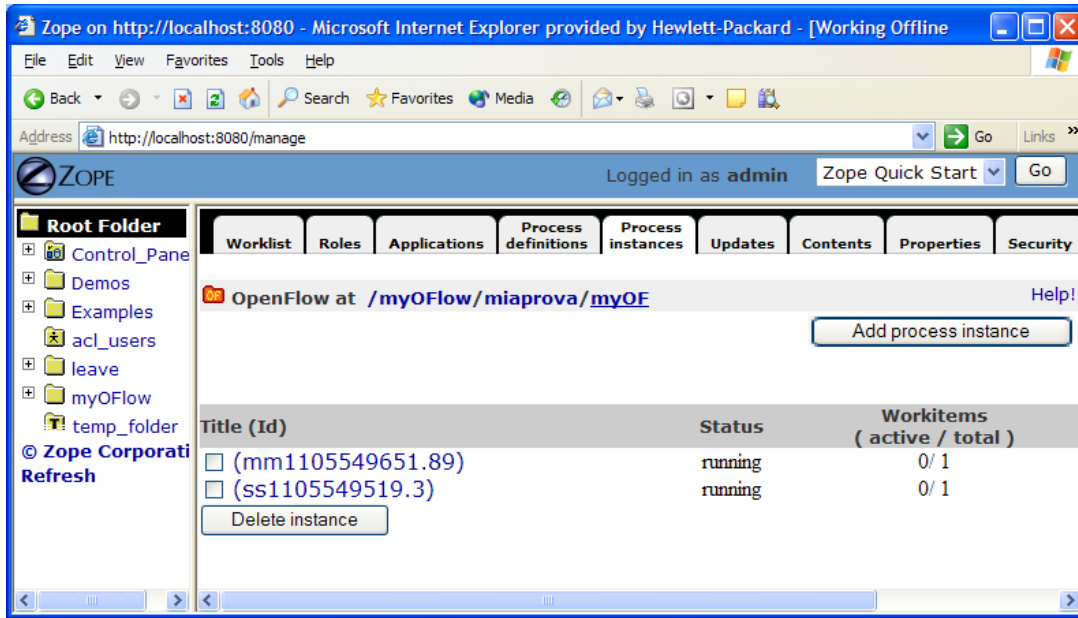 Zope on http://localhost:8080 - Microsoft Internet Explorer provided by Hewlett-Packard - [Working Offline
File Edit View Favorites Tools Help
Back Search Favorites Media
Address http://localhost:8080/manage Go Links »
ZOPE Logged in as admin Zope Quick Start Go
Root Folder
Control_Pane
Demos
Examples
acl_users
leave
myOFlow
temp_folder
© Zope Corporati
Refresh
Worklist Roles Applications Process definitions Process instances Updates Contents Properties Security
OF OpenFlow at /myOFlow/miaprova/myOF Help!
Add process instance
Title (Id) Status Workitems ( active / total )
(mm1105549651.89) running 0/ 1
(ss1105549519.3) running 0/ 1
Delete instance